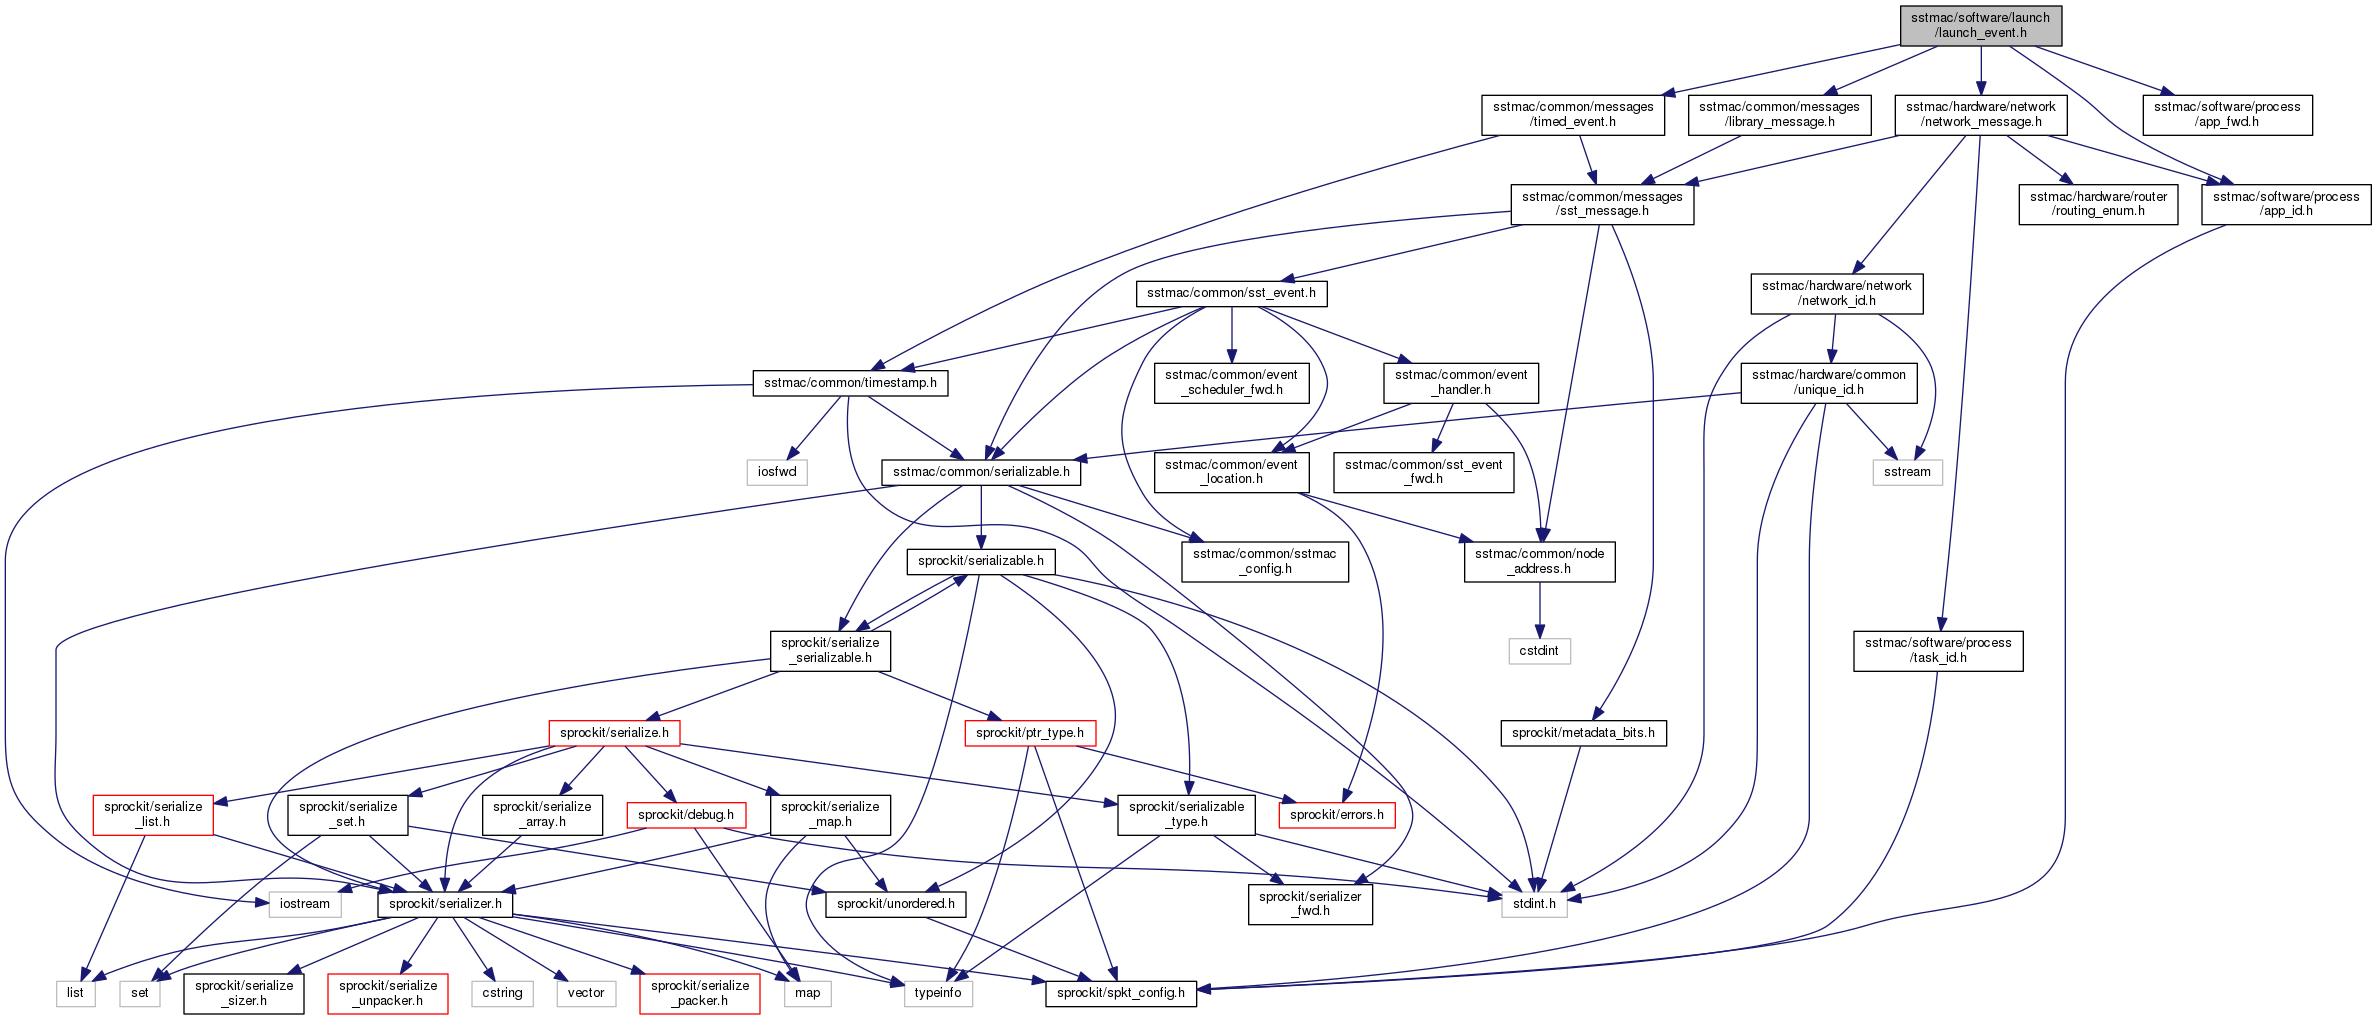 sstmac/software/launch
/launch_event.h
sstmac/common/messages
/timed_event.h
sstmac/common/messages
/library_message.h
sstmac/hardware/network
/network_message.h
sstmac/software/process
/app_fwd.h
sstmac/common/messages
/sst_message.h
sstmac/hardware/router
/routing_enum.h
sstmac/software/process
/app_id.h
sstmac/common/sst_event.h
sstmac/hardware/network
/network_id.h
sstmac/common/timestamp.h
sstmac/common/event
_scheduler_fwd.h
sstmac/common/event
_handler.h
sstmac/hardware/common
/unique_id.h
iosfwd
sstmac/common/serializable.h
sstmac/common/event
_location.h
sstmac/common/sst_event
_fwd.h
sstream
sprockit/serializable.h
sstmac/common/sstmac
_config.h
sstmac/common/node
_address.h
sprockit/serialize
_serializable.h
cstdint
sstmac/software/process
/task_id.h
sprockit/serialize.h
sprockit/ptr_type.h
sprockit/metadata_bits.h
sprockit/serialize
_list.h
sprockit/serialize
_set.h
sprockit/serialize
_array.h
sprockit/debug.h
sprockit/serialize
_map.h
sprockit/serializable
_type.h
sprockit/errors.h
iostream
sprockit/serializer.h
sprockit/unordered.h
sprockit/serializer
_fwd.h
stdint.h
list
set
sprockit/serialize
_sizer.h
sprockit/serialize
_unpacker.h
cstring
vector
sprockit/serialize
_packer.h
map
typeinfo
sprockit/spkt_config.h